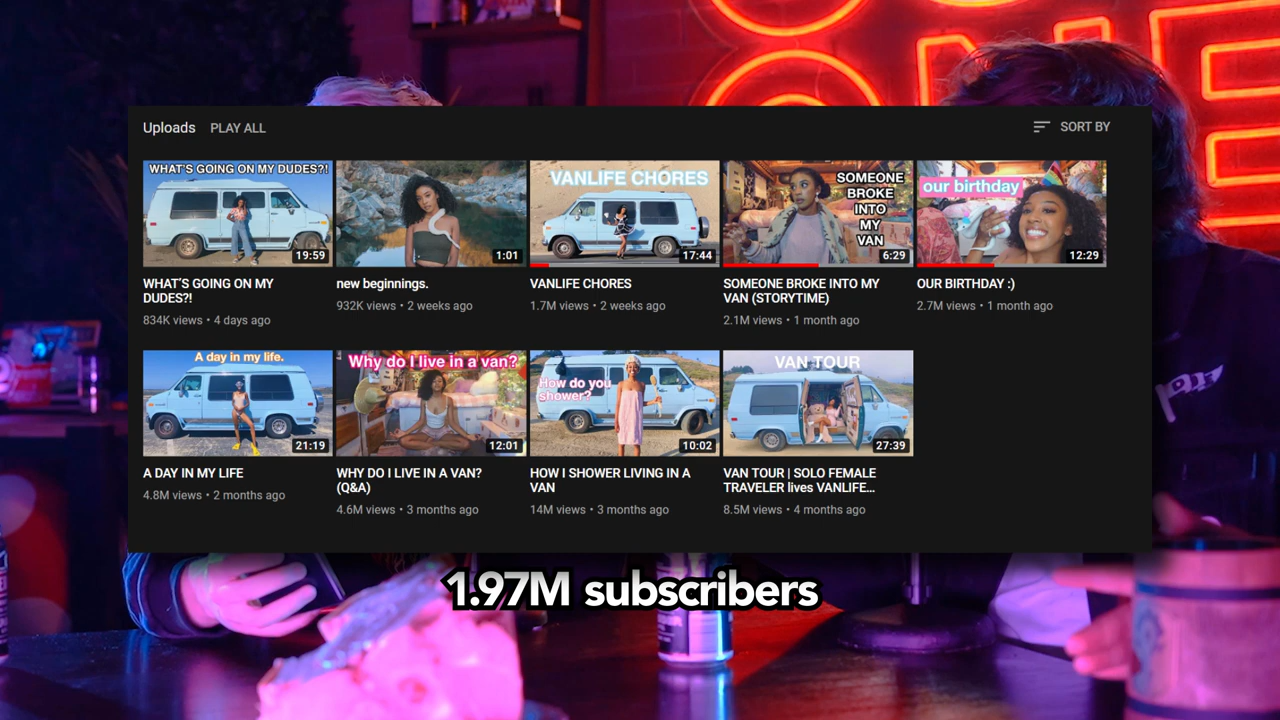 Uploads PLAY ALL SORT BY
WHAT'S GOING ON MY DUDES?!
19:59
1:01
VANLIFE CHORES
17:44
SOMEONE
BROKE
INTO
MY
VAN
6:29
our birthday
12:29
WHAT'S GOING ON MY
DUDES?!
834K views • 4 days ago
new beginnings.
932K views • 2 weeks ago
VANLIFE CHORES
1.7M views • 2 weeks ago
SOMEONE BROKE INTO MY
VAN (STORYTIME)
2.1M views • 1 month ago
OUR BIRTHDAY :)
2.7M views • 1 month ago
A day in my life.
21:19
Why do I live in a van?
12:01
How do you
shower?
10:02
VAN TOUR
27:39
A DAY IN MY LIFE
4.8M views • 2 months ago
WHY DO I LIVE IN A VAN?
(Q&A)
4.6M views • 3 months ago
HOW I SHOWER LIVING IN A
VAN
14M views • 3 months ago
VAN TOUR | SOLO FEMALE
TRAVELER lives VANLIFE...
8.5M views • 4 months ago
1.97M subscribers